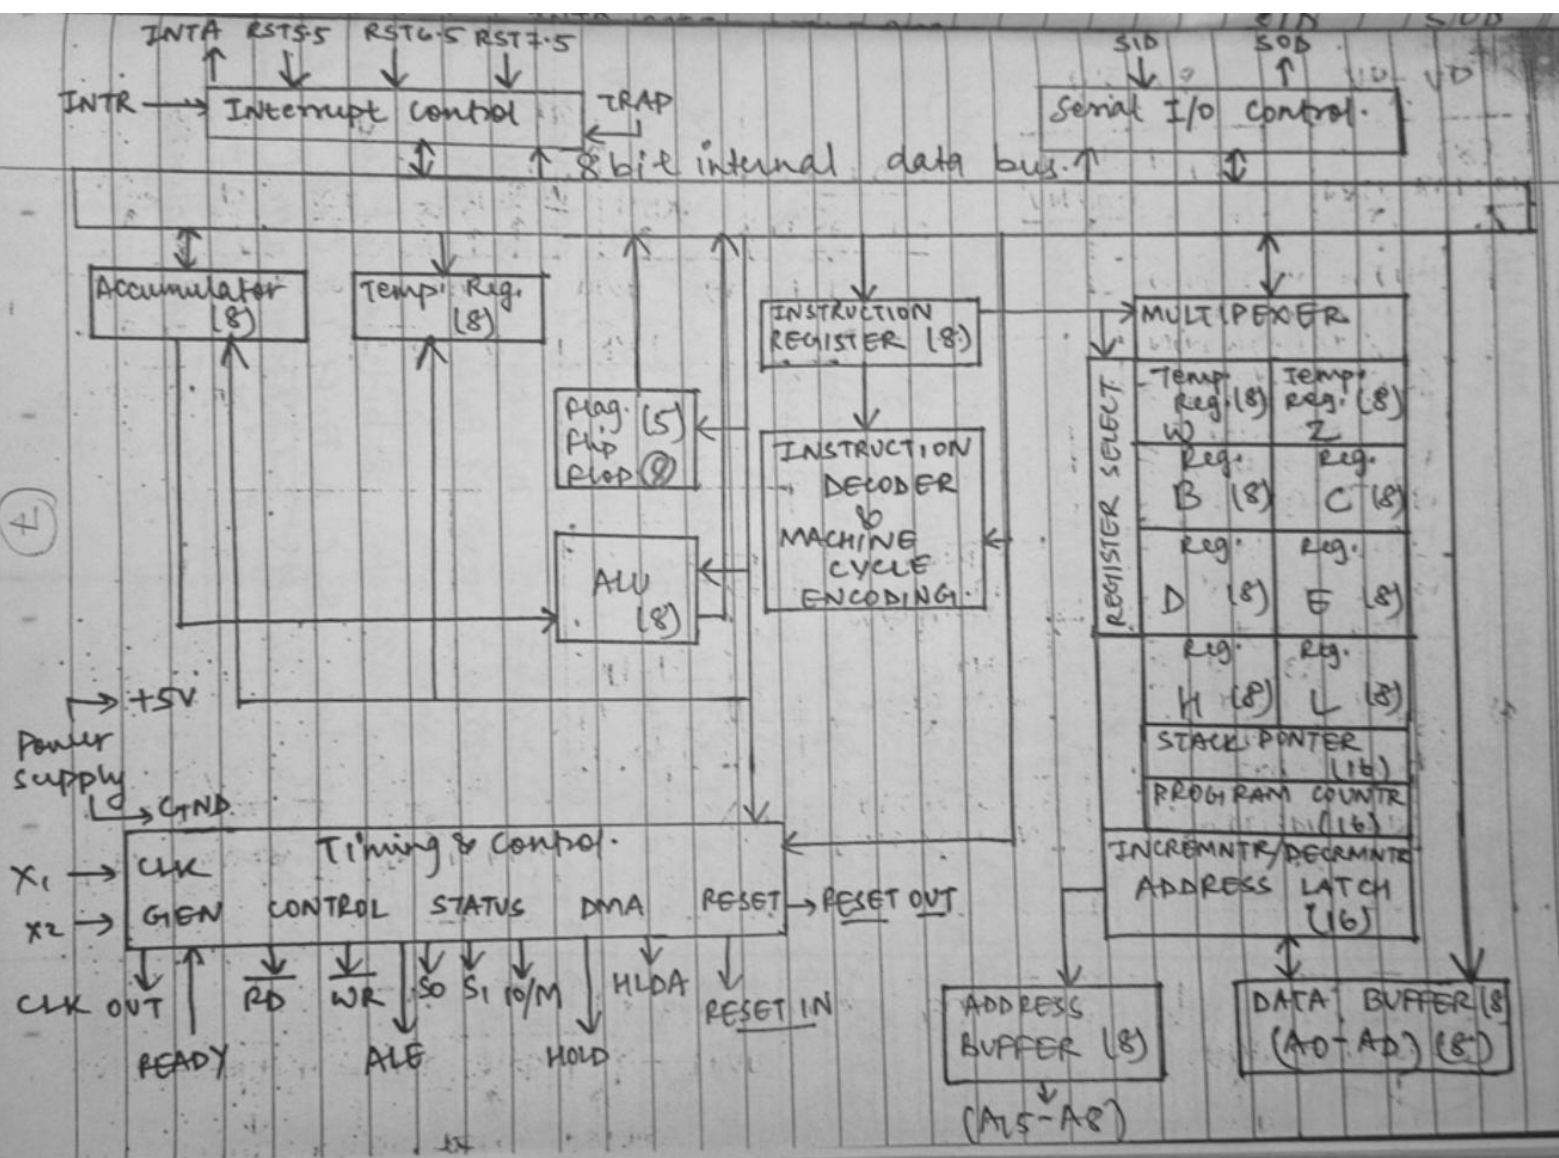 INTA RST5.5 RST6.5 RST7.5
SID SOD
INTR Interrupt Control TRAP
Serial I/O Control.
8 bit internal data bus.
Accumulator
(8)
Temp. Reg.
(8)
INSTRUCTION
REGISTER (8)
MULTIPEXER
REGISTER SELECT
Temp.
Reg. (8)
W
Temp.
Reg. (8)
Z
Flag. (5)
Flip
Flop (8)
INSTRUCTION
DECODER
&
MACHINE
CYCLE
ENCODING.
Reg.
B (8)
Reg.
C (8)
ALU
(8)
Reg.
D (8)
Reg.
E (8)
Reg.
H (8)
Reg.
L (8)
7
+5V
Power
supply
GND
STACK PONTER
(16)
PROGRAM COUNTR
(16)
INCREMNTR/DECRMNTR
ADDRESS LATCH
(16)
Timing & Control.
X1 CLK
X2 GEN CONTROL STATUS DMA RESET RESET OUT
CLK OUT RD WR S0 S1 IO/M HLDA RESET IN
READY ALE HOLD
ADDRESS
BUFFER (8)
(A15-A8)
DATA BUFFER (8
(A0-AD) (8)